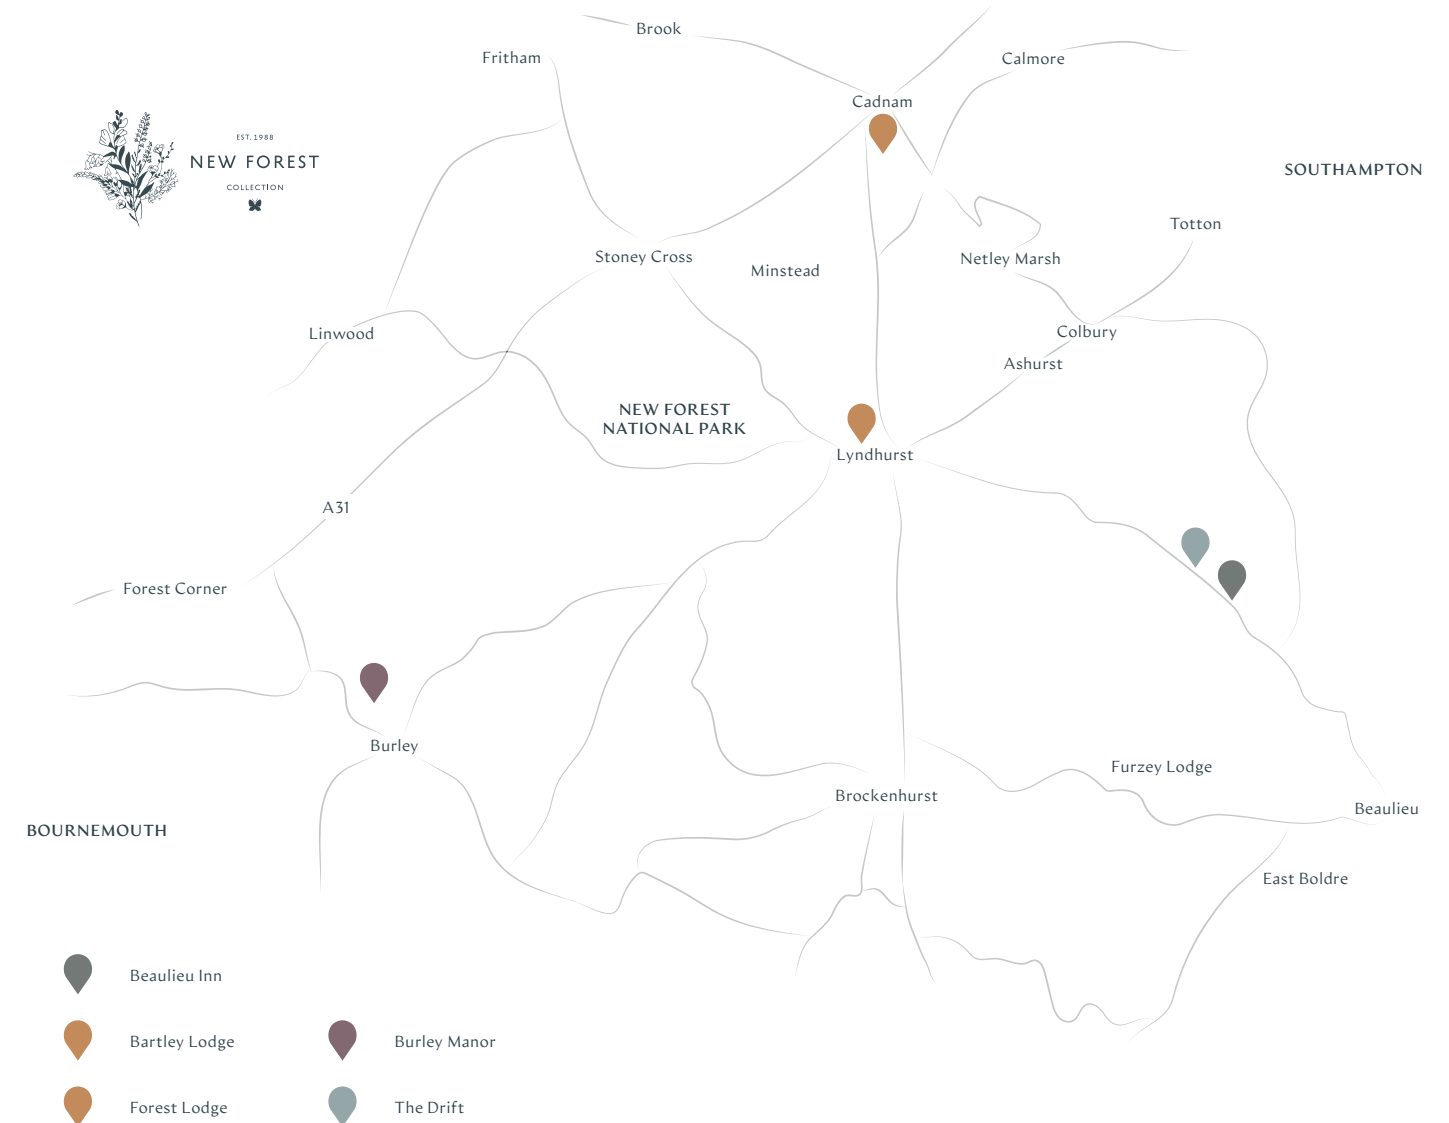 Brook
Fritham
Calmore
Cadnam
EST. 1988
NEW FOREST
COLLECTION
SOUTHAMPTON
Totton
Stoney Cross
Netley Marsh
Minstead
Linwood
Colbury
Ashurst
NEW FOREST
NATIONAL PARK
Lyndhurst
A31
Forest Corner
Burley
Furzey Lodge
Brockenhurst
Beaulieu
BOURNEMOUTH
East Boldre
Beaulieu Inn
Bartley Lodge
Burley Manor
Forest Lodge
The Drift